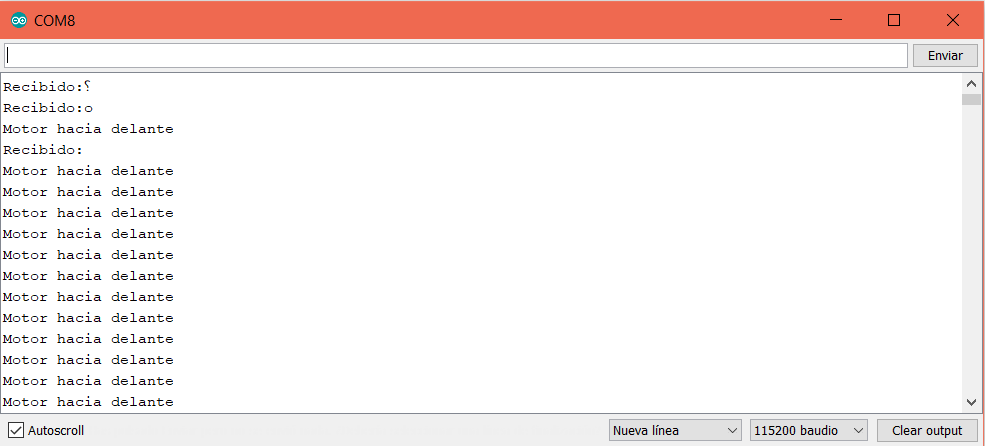 COM8
Enviar
Recibido:⸮
Recibido:o
Motor hacia delante
Recibido:
Motor hacia delante
Motor hacia delante
Motor hacia delante
Motor hacia delante
Motor hacia delante
Motor hacia delante
Motor hacia delante
Motor hacia delante
Motor hacia delante
Motor hacia delante
Motor hacia delante
Motor hacia delante
Autoscroll
Nueva línea
115200 baudio
Clear output